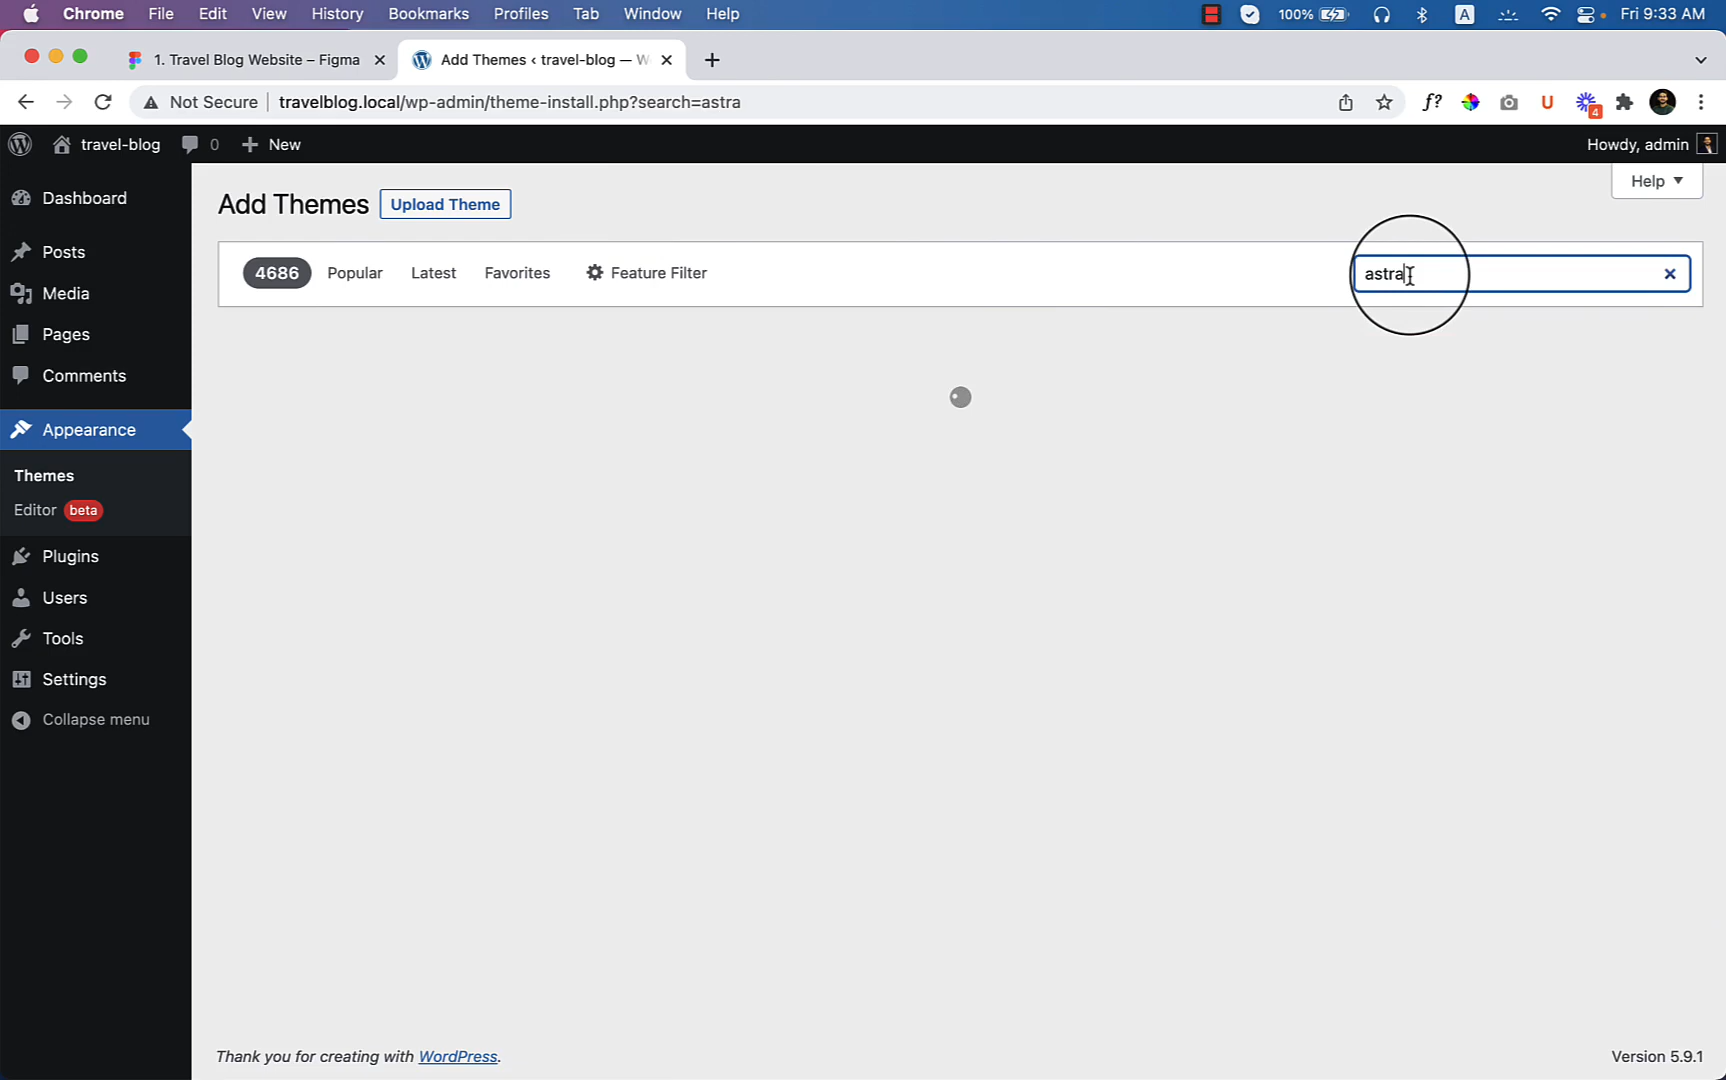 Chrome File Edit View History Bookmarks Profiles Tab Window Help 100% A Fri 9:33 AM
1. Travel Blog Website – Figma
Add Themes ‹ travel-blog — W
Not Secure travelblog.local/wp-admin/theme-install.php?search=astra f? U 4
travel-blog 0 New Howdy, admin
Help
Dashboard
Posts
Media
Pages
Comments
Appearance
Themes
Editor beta
Plugins
Users
Tools
Settings
Collapse menu
Add Themes Upload Theme
4686 Popular Latest Favorites Feature Filter astra
Thank you for creating with WordPress. Version 5.9.1